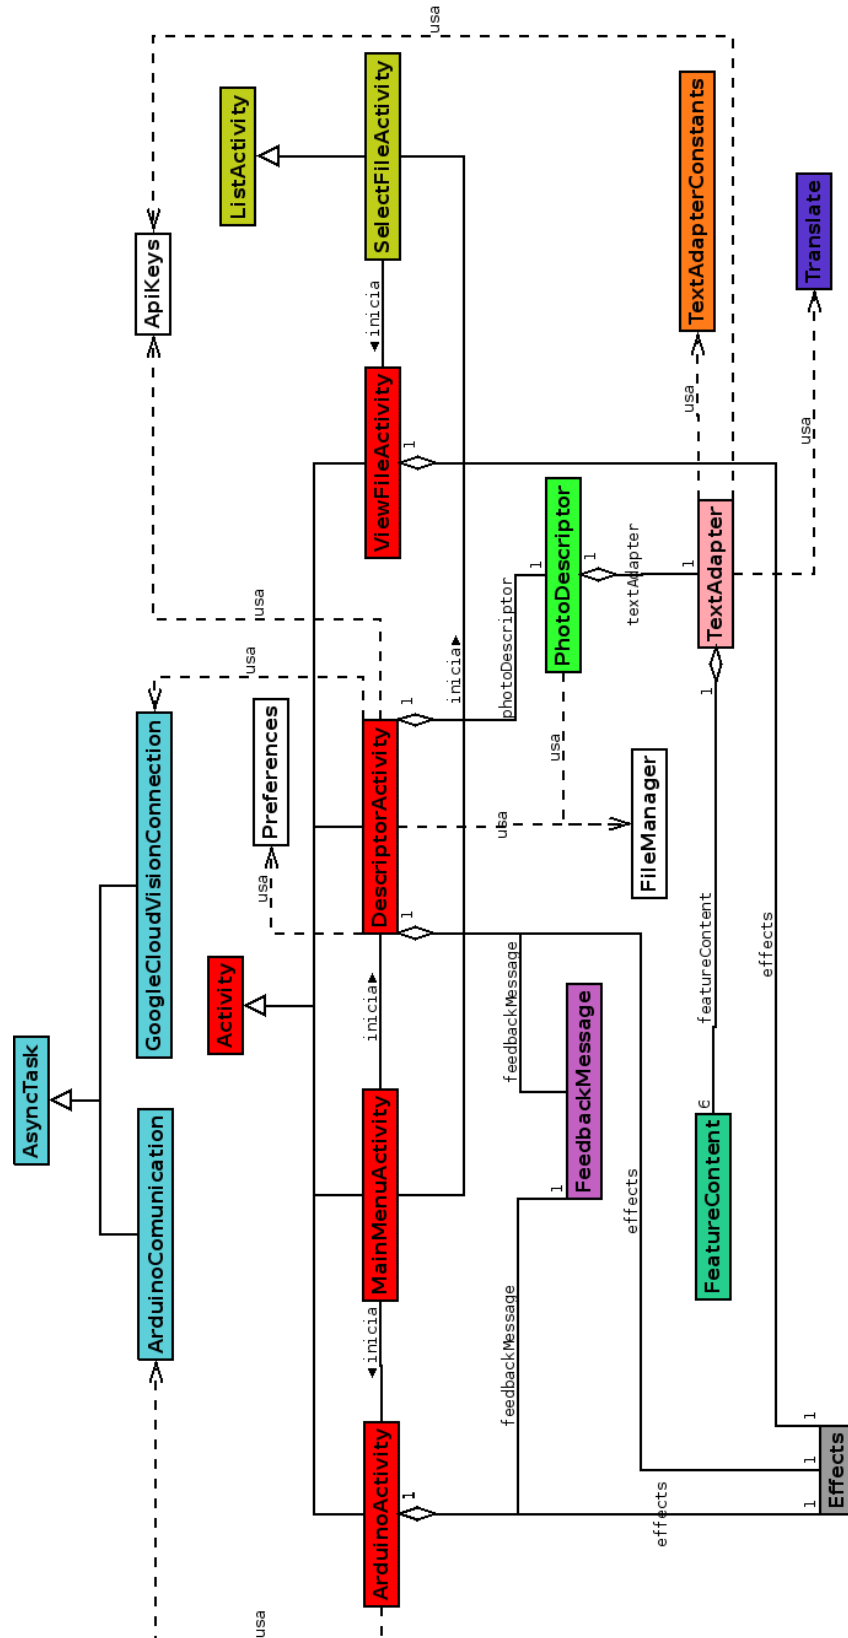 AsyncTask
ArduinoComunication
GoogleCloudVisionConnection
ApiKeys
usa
usa
usa
usa
Activity
Preferences
usa
ListActivity
ArduinoActivity
◀inicia
MainMenuActivity
inicia▶
DescriptorActivity
ViewFileActivity
◀inicia
SelectFileActivity
1
1
1
1
inicia▶
feedbackMessage
feedbackMessage
usa
photoDescriptor
1
1
FeedbackMessage
usa
PhotoDescriptor
1
textAdapter
effects
effects
FileManager
1
usa
TextAdapterConstants
FeatureContent
6
featureContent
1
TextAdapter
effects
usa
Translate
1
1
1
Effects